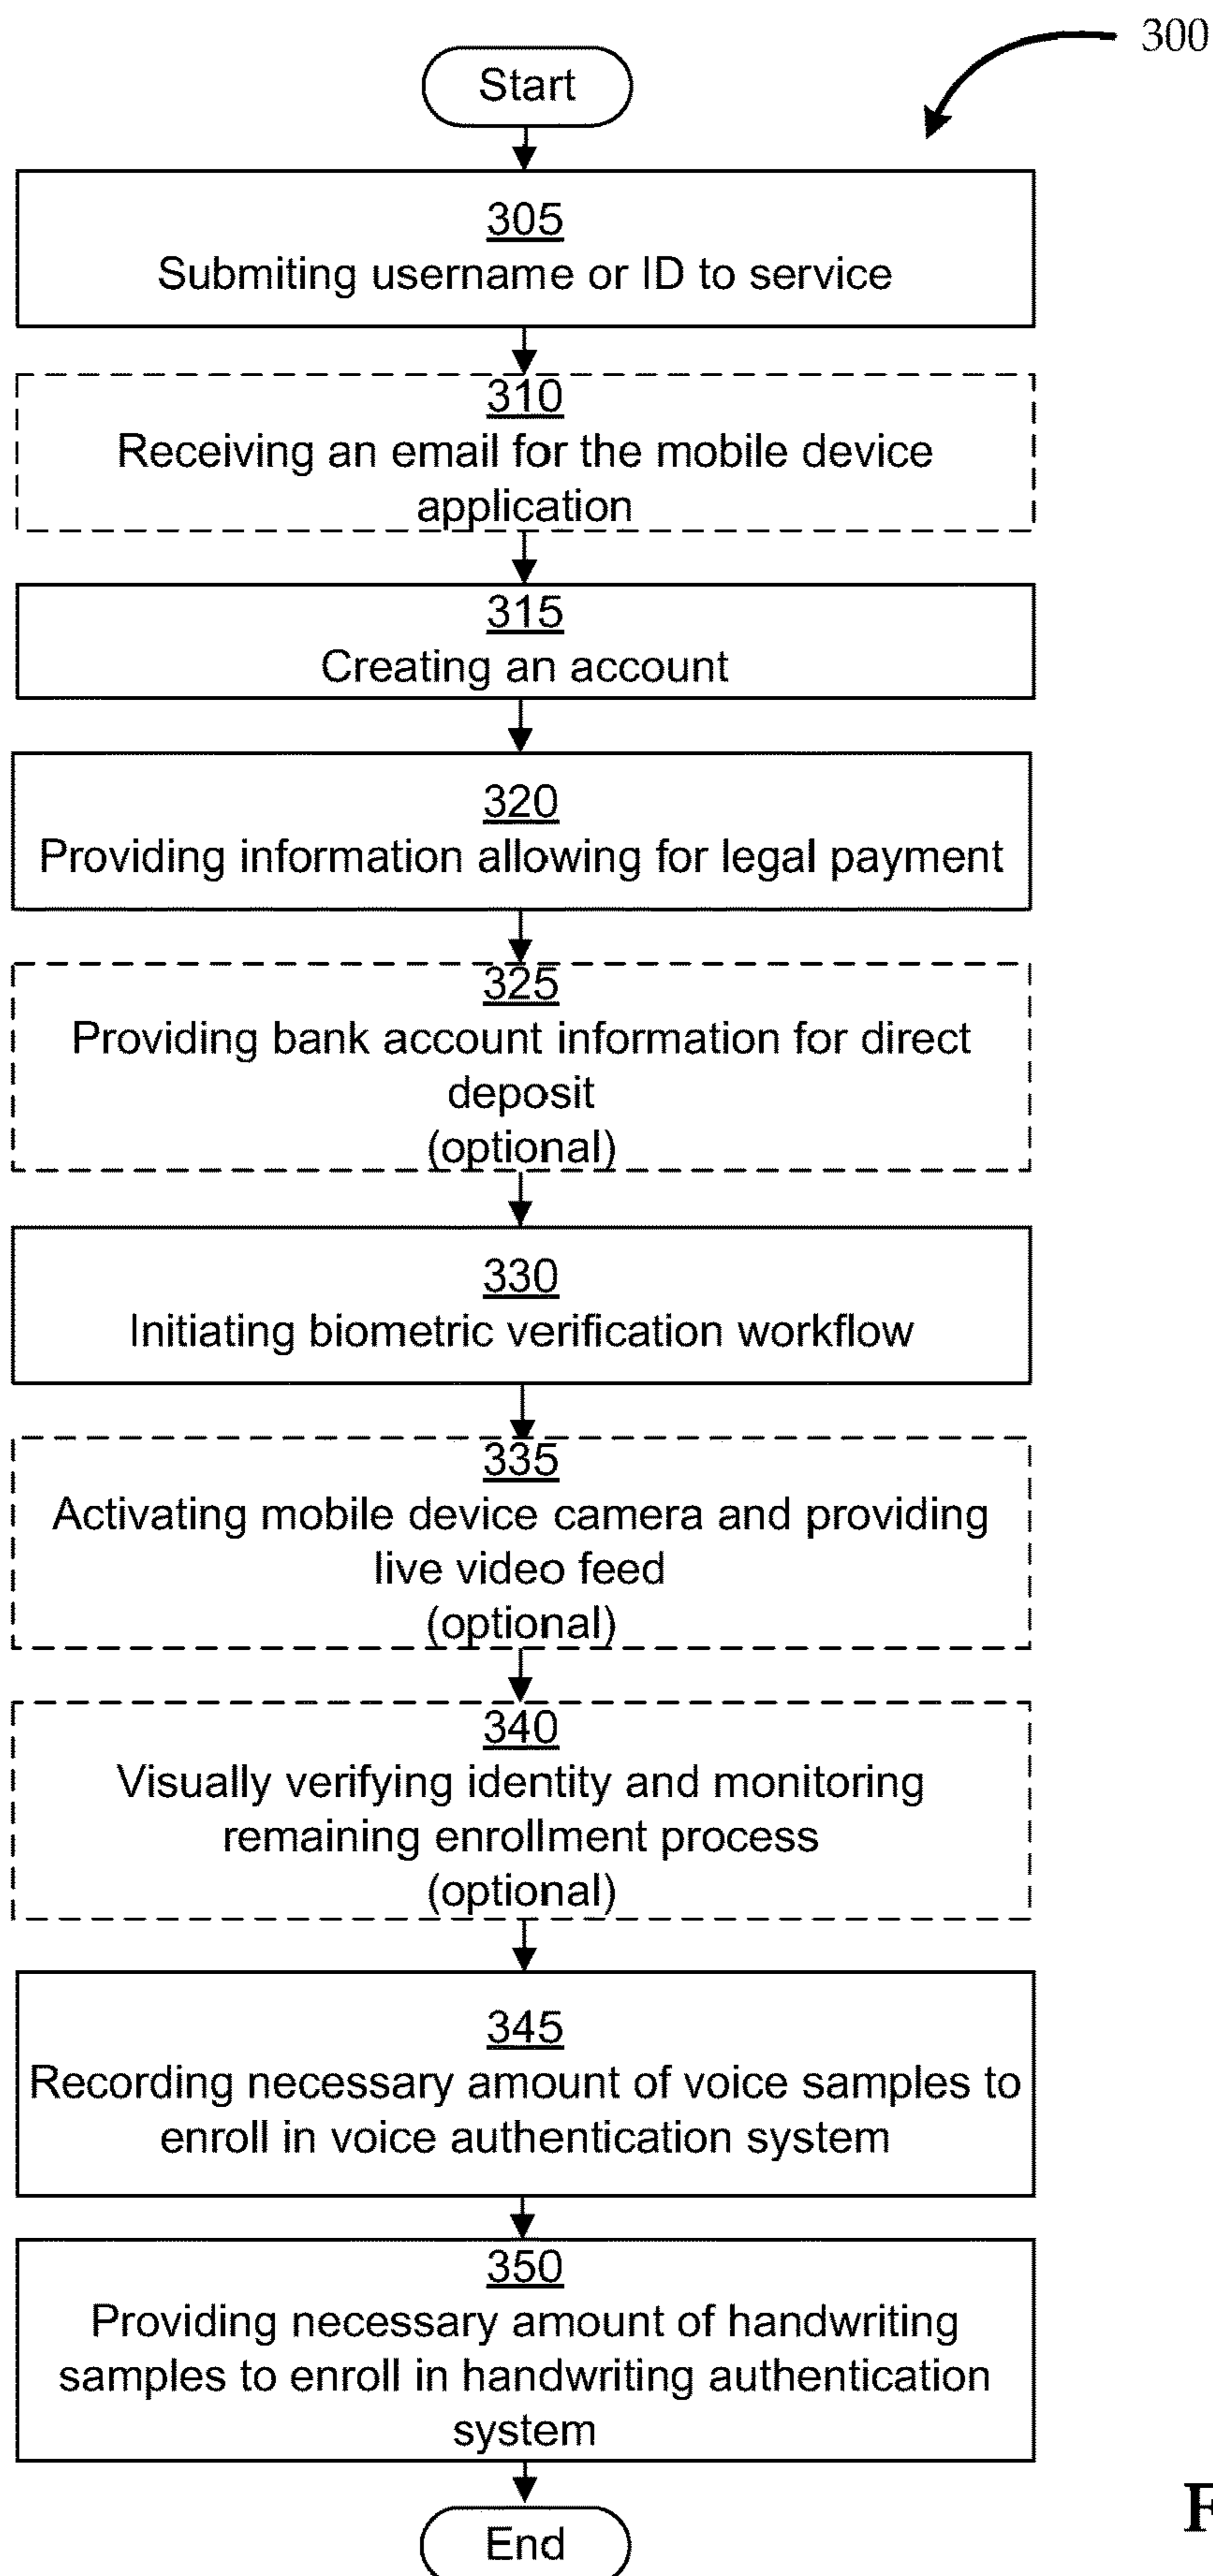 300
Start
305
Submiting username or ID to service
310
Receiving an email for the mobile device
application
315
Creating an account
320
Providing information allowing for legal payment
325
Providing bank account information for direct
deposit
(optional)
330
Initiating biometric verification workflow
335
Activating mobile device camera and providing
live video feed
(optional)
340
Visually verifying identity and monitoring
remaining enrollment process
(optional)
345
Recording necessary amount of voice samples to
enroll in voice authentication system
350
Providing necessary amount of handwriting
samples to enroll in handwriting authentication
system
End